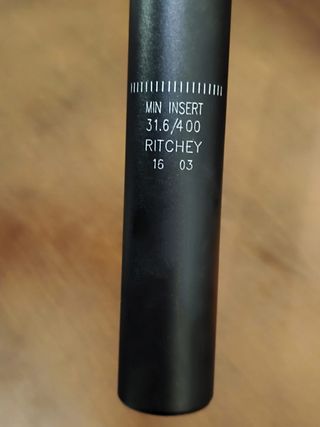 MIN INSERT
31.6/400
RITCHEY
16 03